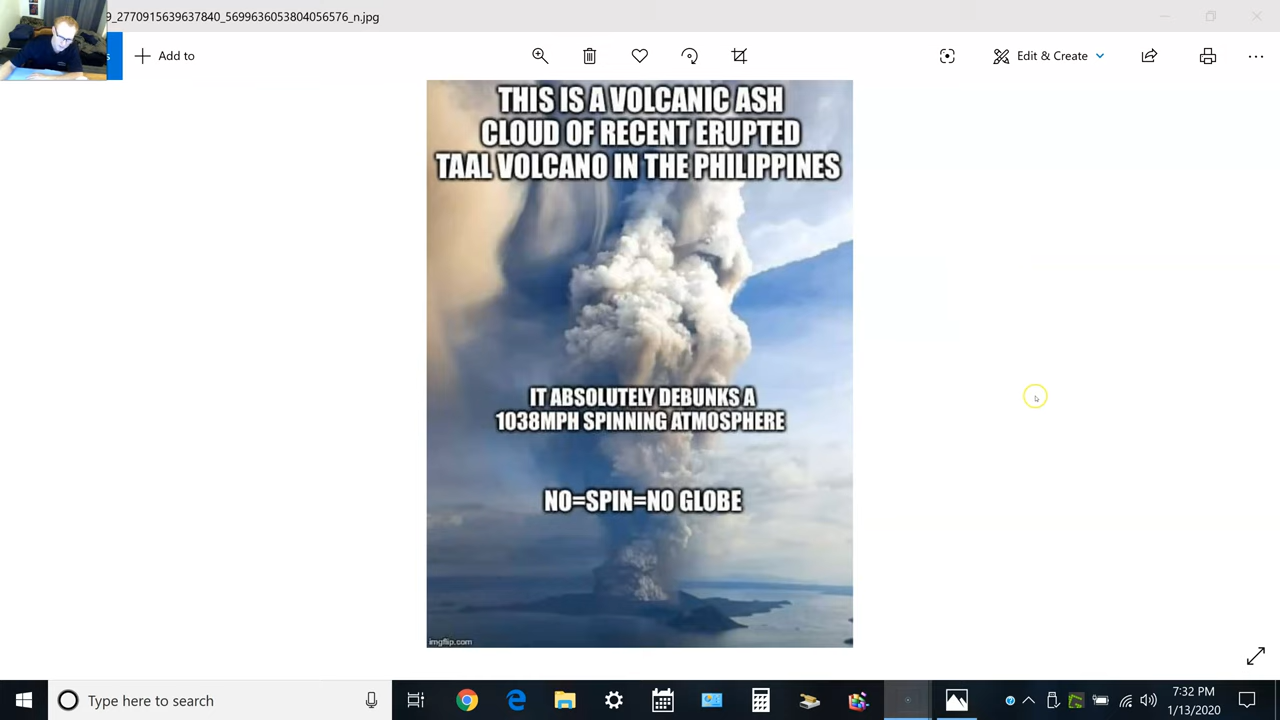 9_2770915639637840_5699636053804056576_n.jpg
Add to
Edit & Create
THIS IS A VOLCANIC ASH
CLOUD OF RECENT ERUPTED
TAAL VOLCANO IN THE PHILIPPINES
IT ABSOLUTELY DEBUNKS A
1038MPH SPINNING ATMOSPHERE
NO=SPIN=NO GLOBE
imgflip.com
Type here to search
7:32 PM
1/13/2020